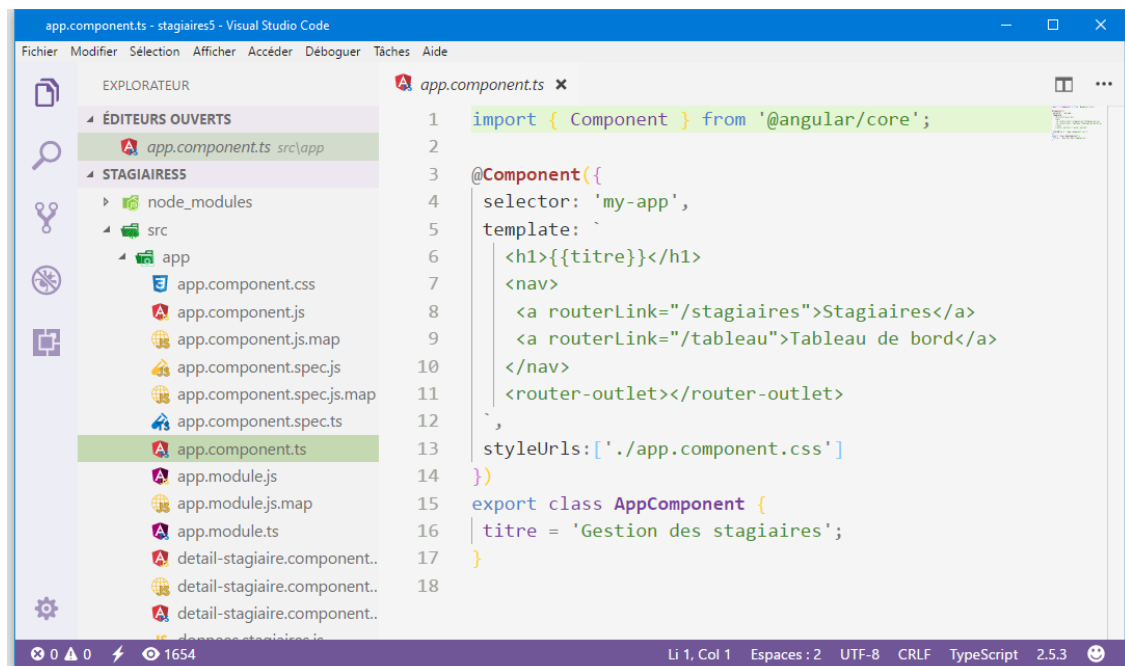 app.component.ts - stagiaires5 - Visual Studio Code
Fichier Modifier Sélection Afficher Accéder Déboguer Tâches Aide
EXPLORATEUR
ÉDITEURS OUVERTS
app.component.ts src\app
STAGIAIRES5
node_modules
src
app
app.component.css
app.component.js
app.component.js.map
app.component.spec.js
app.component.spec.js.map
app.component.spec.ts
app.component.ts
app.module.js
app.module.js.map
app.module.ts
detail-stagiaire.component..
detail-stagiaire.component..
detail-stagiaire.component..
app.component.ts
1 import { Component } from '@angular/core';
2
3 @Component({
4 selector: 'my-app',
5 template: `
6 <h1>{{titre}}</h1>
7 <nav>
8 <a routerLink="/stagiaires">Stagiaires</a>
9 <a routerLink="/tableau">Tableau de bord</a>
10 </nav>
11 <router-outlet></router-outlet>
12 `,
13 styleUrls:['./app.component.css']
14 })
15 export class AppComponent {
16 titre = 'Gestion des stagiaires';
17 }
18
0 0 1654 Li 1, Col 1 Espaces : 2 UTF-8 CRLF TypeScript 2.5.3